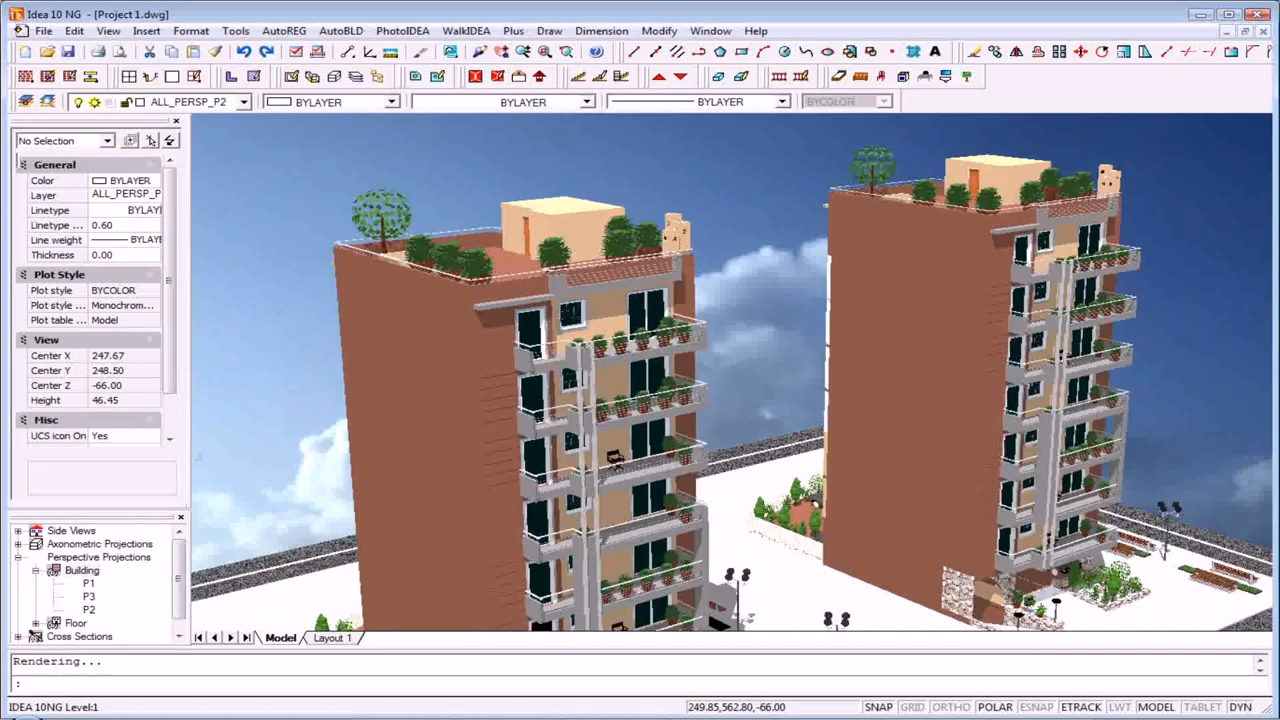 Idea 10 NG - [Project 1.dwg]
File Edit View Insert Format Tools AutoREG AutoBLD PhotoIDEA WalkIDEA Plus Draw Dimension Modify Window Help
A
ALL_PERSP_P2 BYLAYER BYLAYER BYLAYER BYCOLOR
No Selection
General
Color BYLAYER
Layer ALL_PERSP_P
Linetype BYLAYI
Linetype ... 0.60
Line weight BYLAYE
Thickness 0.00
Plot Style
Plot style BYCOLOR
Plot style ... Monochrom...
Plot table ... Model
View
Center X 247.67
Center Y 248.50
Center Z -66.00
Height 46.45
Misc
UCS icon On Yes
Side Views
Axonometric Projections
Perspective Projections
Building
P1
P3
P2
Floor
Cross Sections
Model Layout 1
Rendering...
:
IDEA 10NG Level:1 249.85,562.80,-66.00 SNAP GRID ORTHO POLAR ESNAP ETRACK LWT MODEL TABLET DYN